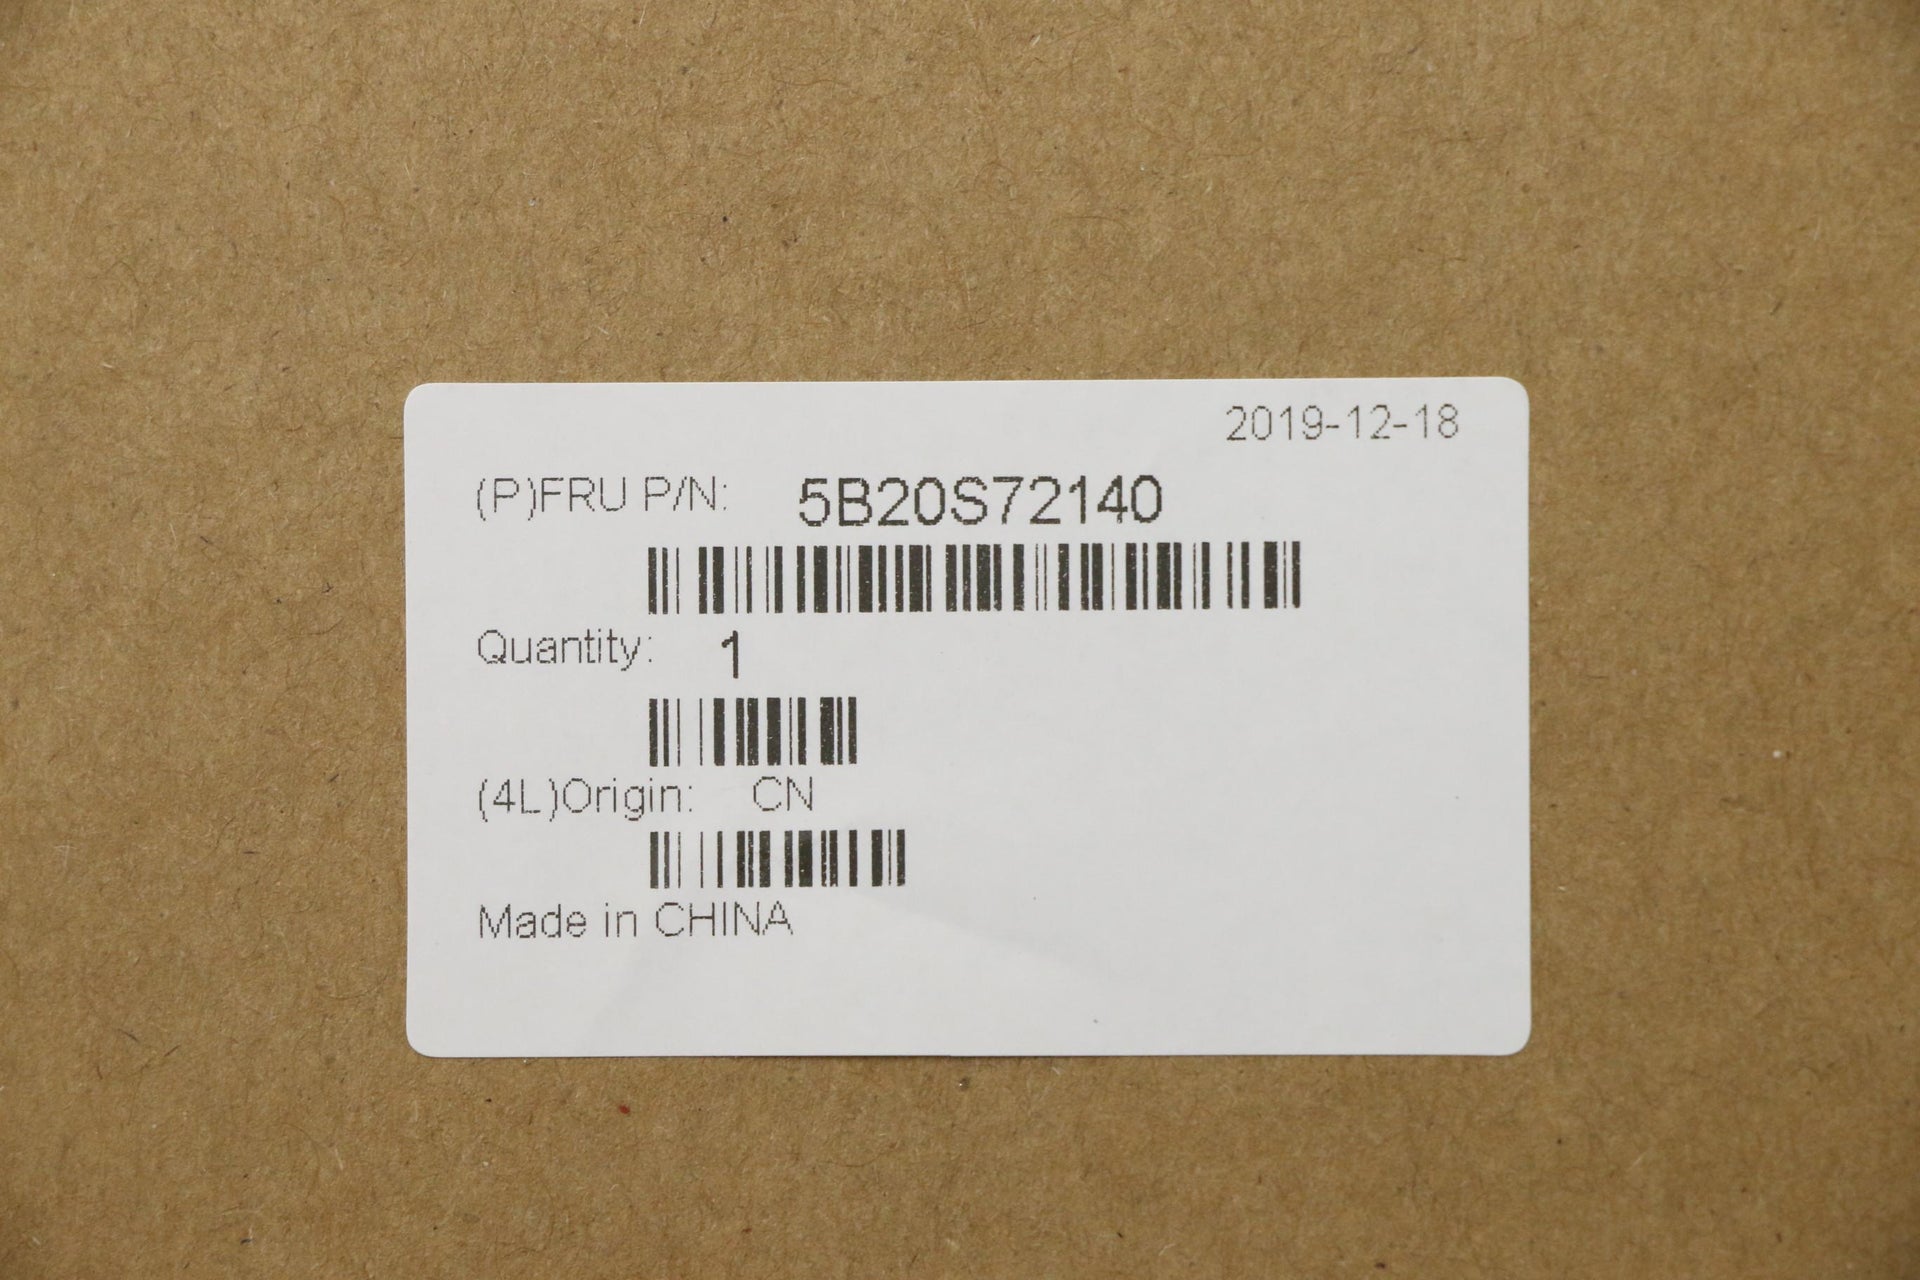 2019-12-18
(P)FRU P/N: 5B20S72140
Quantity: 1
(4L)Origin: CN
Made in CHINA